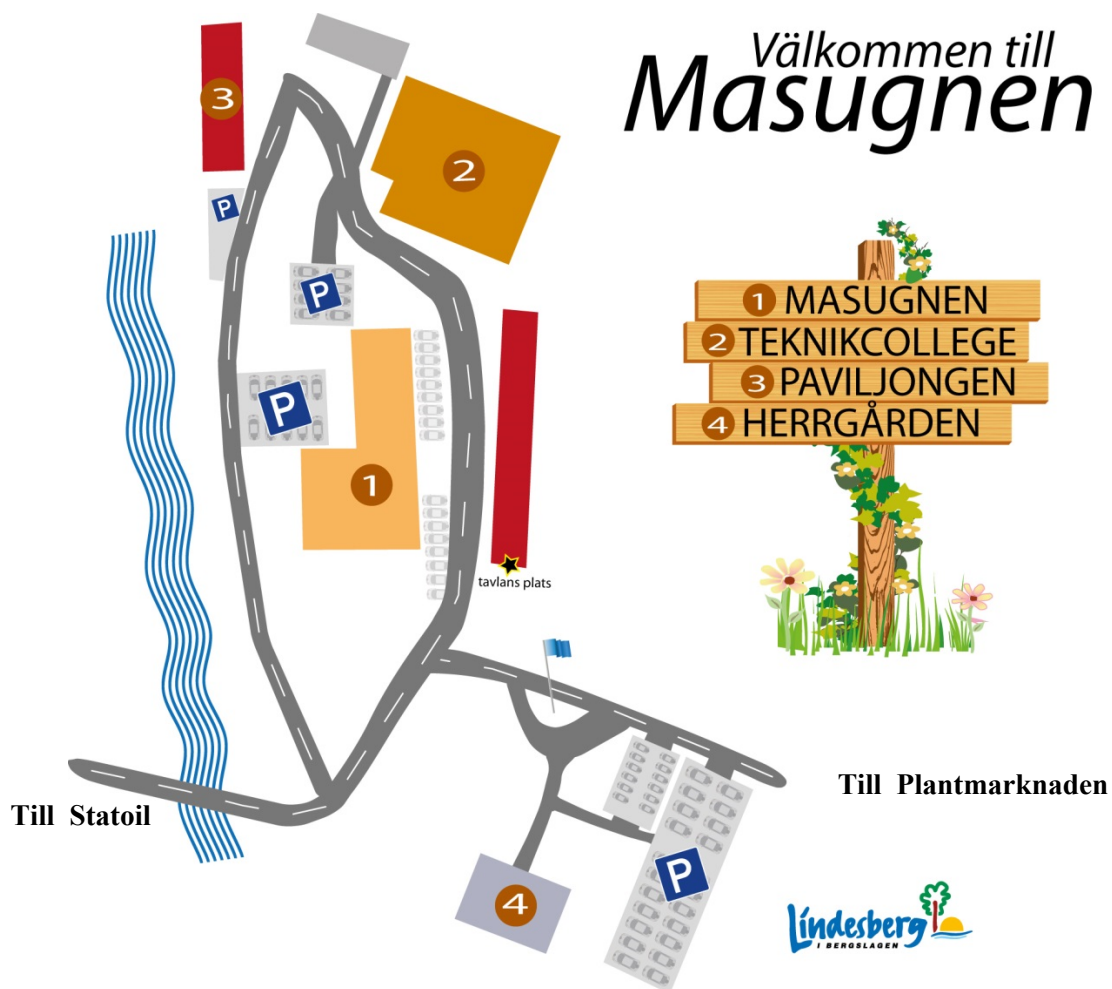 Välkommen till
Masugnen
3
P
2
P
P
1
tavlans plats
1 MASUGNEN
2 TEKNIKCOLLEGE
3 PAVILJONGEN
4 HERRGÅRDEN
Till Statoil
Till Plantmarknaden
P
4
Lindesberg
I BERGSLAGEN